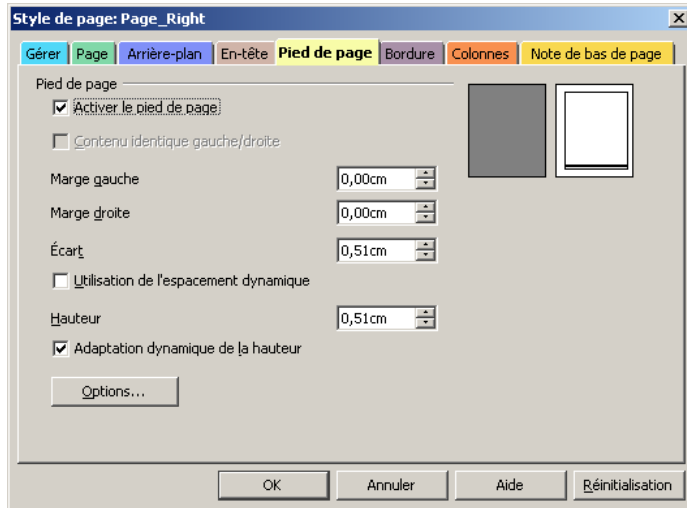 Style de page: Page_Right
Gérer Page Arrière-plan En-tête Pied de page Bordure Colonnes Note de bas de page
Pied de page
Activer le pied de page
Contenu identique gauche/droite
Marge gauche 0,00cm
Marge droite 0,00cm
Écart 0,51cm
Utilisation de l'espacement dynamique
Hauteur 0,51cm
Adaptation dynamique de la hauteur
Options...
OK Annuler Aide Réinitialisation